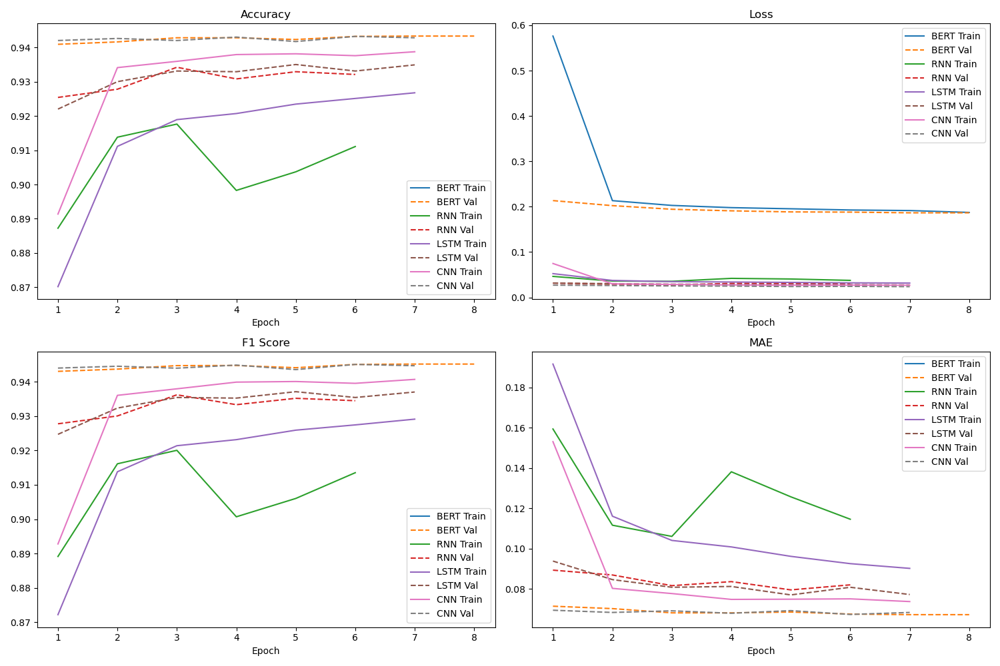 Accuracy
0.94
0.93
0.92
0.91
0.90
0.89
0.88
0.87
BERT Train
BERT Val
RNN Train
RNN Val
LSTM Train
LSTM Val
CNN Train
CNN Val
1 2 3 4 5 6 7 8
Epoch
Loss
0.6
0.5
0.4
0.3
0.2
0.1
0.0
BERT Train
BERT Val
RNN Train
RNN Val
LSTM Train
LSTM Val
CNN Train
CNN Val
1 2 3 4 5 6 7 8
Epoch
F1 Score
0.94
0.93
0.92
0.91
0.90
0.89
0.88
0.87
BERT Train
BERT Val
RNN Train
RNN Val
LSTM Train
LSTM Val
CNN Train
CNN Val
1 2 3 4 5 6 7 8
Epoch
MAE
0.18
0.16
0.14
0.12
0.10
0.08
BERT Train
BERT Val
RNN Train
RNN Val
LSTM Train
LSTM Val
CNN Train
CNN Val
1 2 3 4 5 6 7 8
Epoch